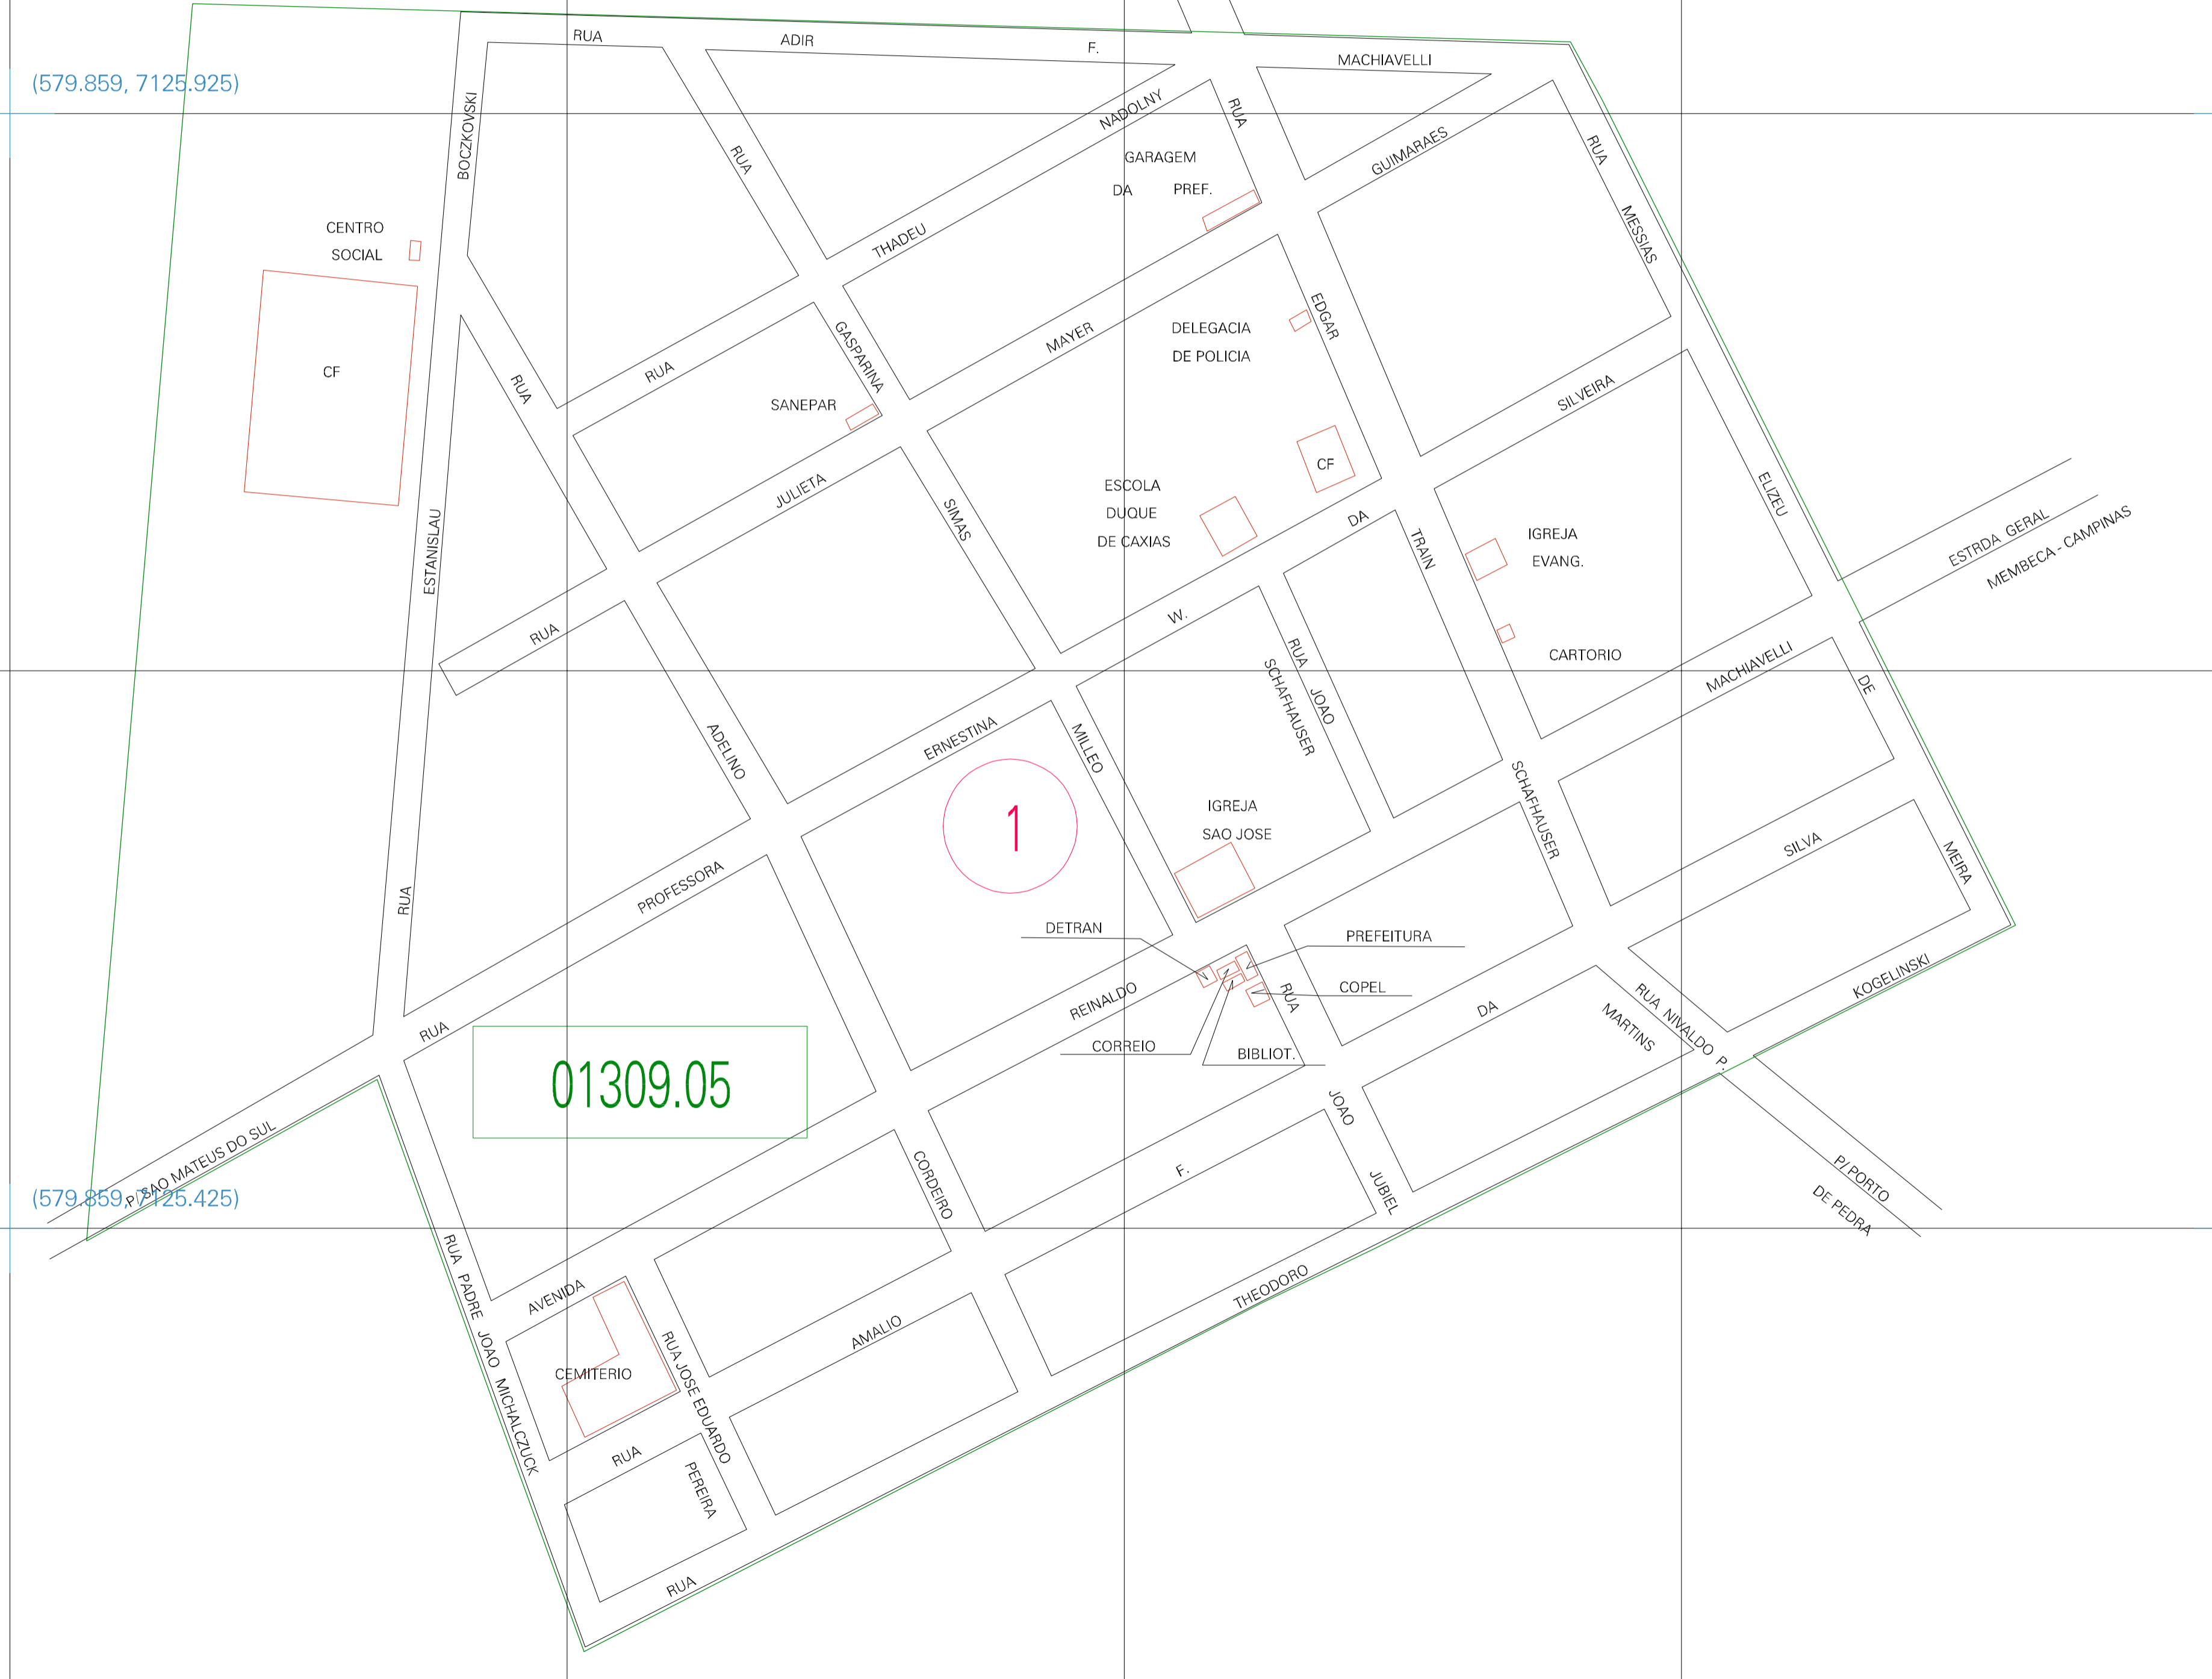 RUA ADIR F. MACHIAVELLI
(579.859, 7125.925)
RUA ESTANISLAU BOCZKOVSKI
CENTRO
SOCIAL
CF
RUA THADEU NADOLNY
RUA GASPARINA SIMAS MILLEO
GARAGEM
DA PREF.
RUA EDGAR TRAIN SCHAFHAUSER
RUA MESSIAS
ELIZEU DE MEIRA
RUA JULIETA MAYER GUIMARAES
RUA ADELINO CORDEIRO
SANEPAR
DELEGACIA
DE POLICIA
CF
ESCOLA
DUQUE
DE CAXIAS
IGREJA
EVANG.
CARTORIO
ESTRDA GERAL
MEMBECA - CAMPINAS
RUA PROFESSORA ERNESTINA W. DA SILVEIRA
RUA JOAO
SCHAFHAUSER
1
IGREJA
SAO JOSE
DETRAN
PREFEITURA
COPEL
CORREIO
BIBLIOT.
RUA JOAO JUBIEL
AVENIDA REINALDO MACHIAVELLI
01309.05
P/ SAO MATEUS DO SUL
(579.859, 7125.425)
RUA PADRE JOAO MICHALCZUCK
CEMITERIO
RUA JOSE EDUARDO
PEREIRA
RUA AMALIO F. DA SILVA
RUA NIVALDO P.
MARTINS
P/ PORTO
DE PEDRA
RUA THEODORO KOGELINSKI